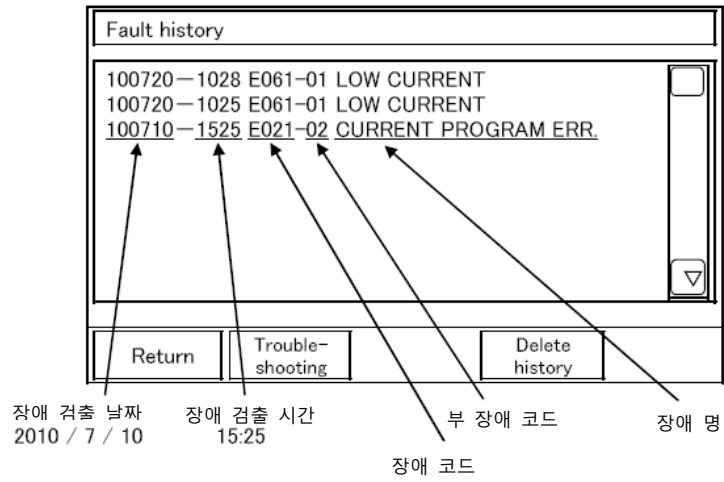 Fault history
100720－1028 E061-01 LOW CURRENT
100720－1025 E061-01 LOW CURRENT
100710－1525 E021-02 CURRENT PROGRAM ERR.
Return
Trouble-
shooting
Delete
history
장애 검출 날짜
2010 / 7 / 10
장애 검출 시간
15:25
부 장애 코드
장애 명
장애 코드